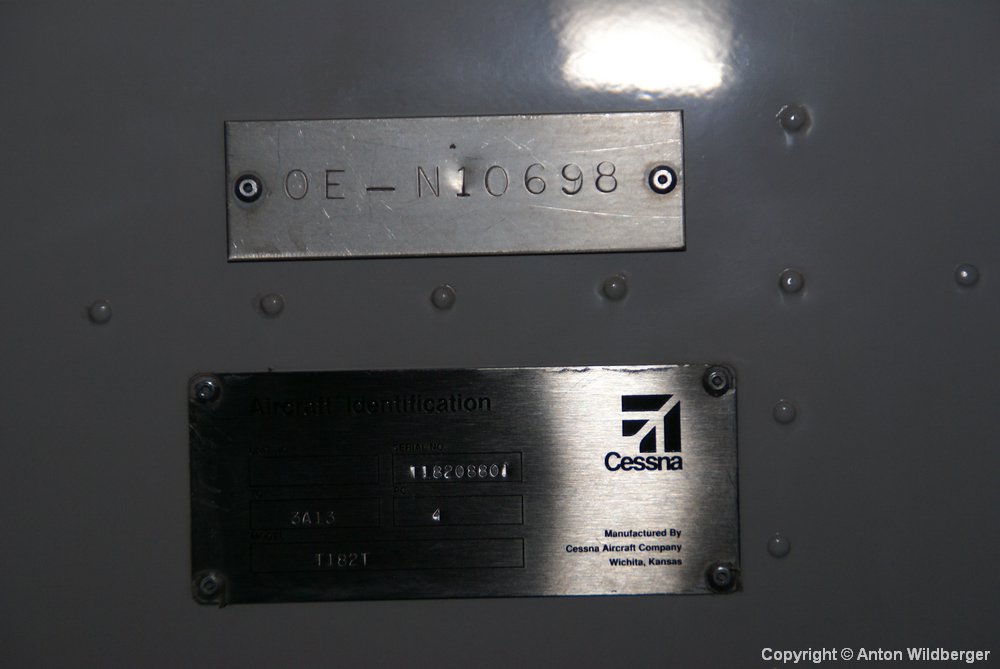 OE-N10698
Aircraft Identification
Cessna
SERIAL NO.
3A13
4
MODEL
T182T
Manufactured By
Cessna Aircraft Company
Wichita, Kansas
Copyright © Anton Wildberger